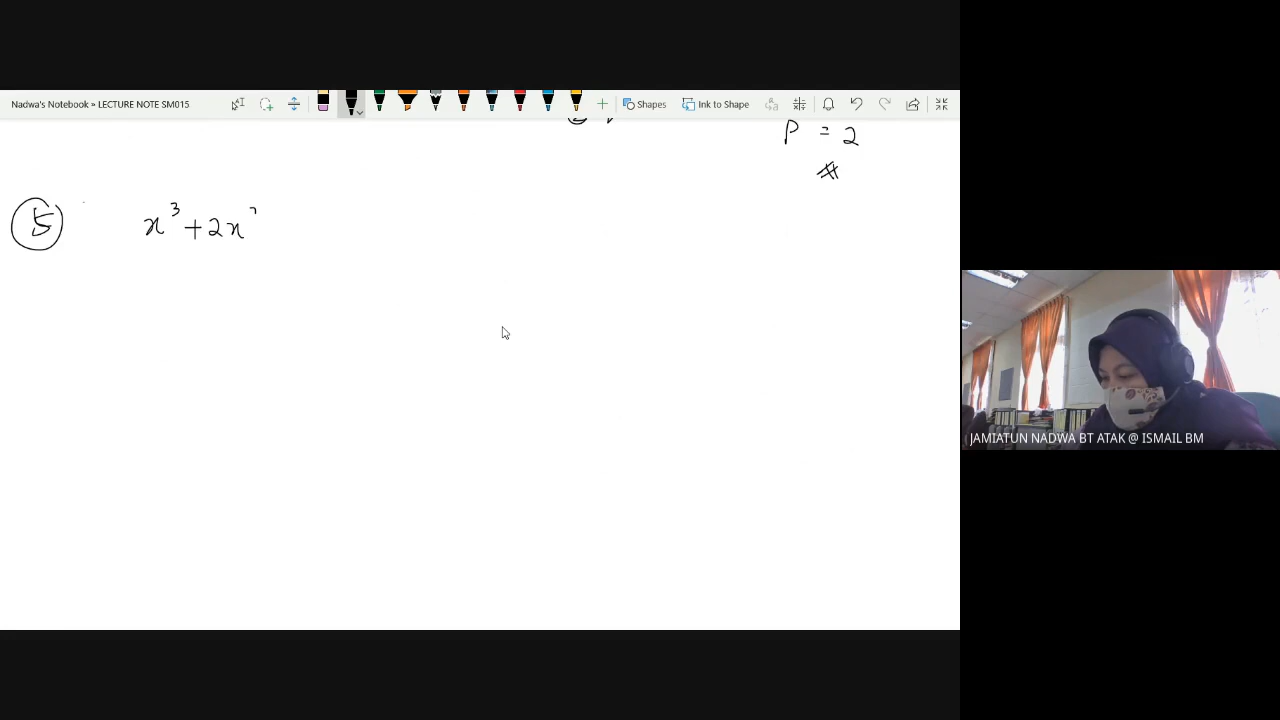 Nadwa's Notebook » LECTURE NOTE SM015
Shapes
Ink to Shape
P = 2
#
5 x³ + 2x²
JAMIATUN NADWA BT ATAK @ ISMAIL BM